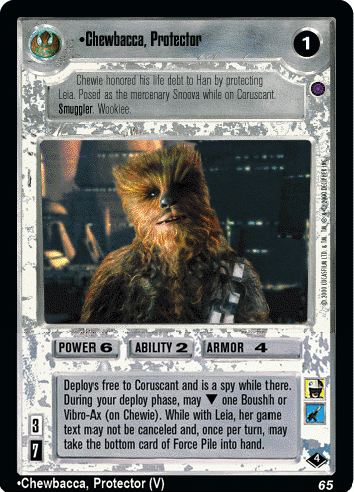 •Chewbacca, Protector
1
Chewie honored his life debt to Han by protecting
Leia. Posed as the mercenary Snoova while on Coruscant.
Smuggler. Wookiee.
POWER 6 ABILITY 2 ARMOR 4
Deploys free to Coruscant and is a spy while there.
During your deploy phase, may ▼ one Boushh or
Vibro-Ax (on Chewie). While with Leia, her game
text may not be canceled and, once per turn, may
take the bottom card of Force Pile into hand.
3
7
4
•Chewbacca, Protector (V) 65